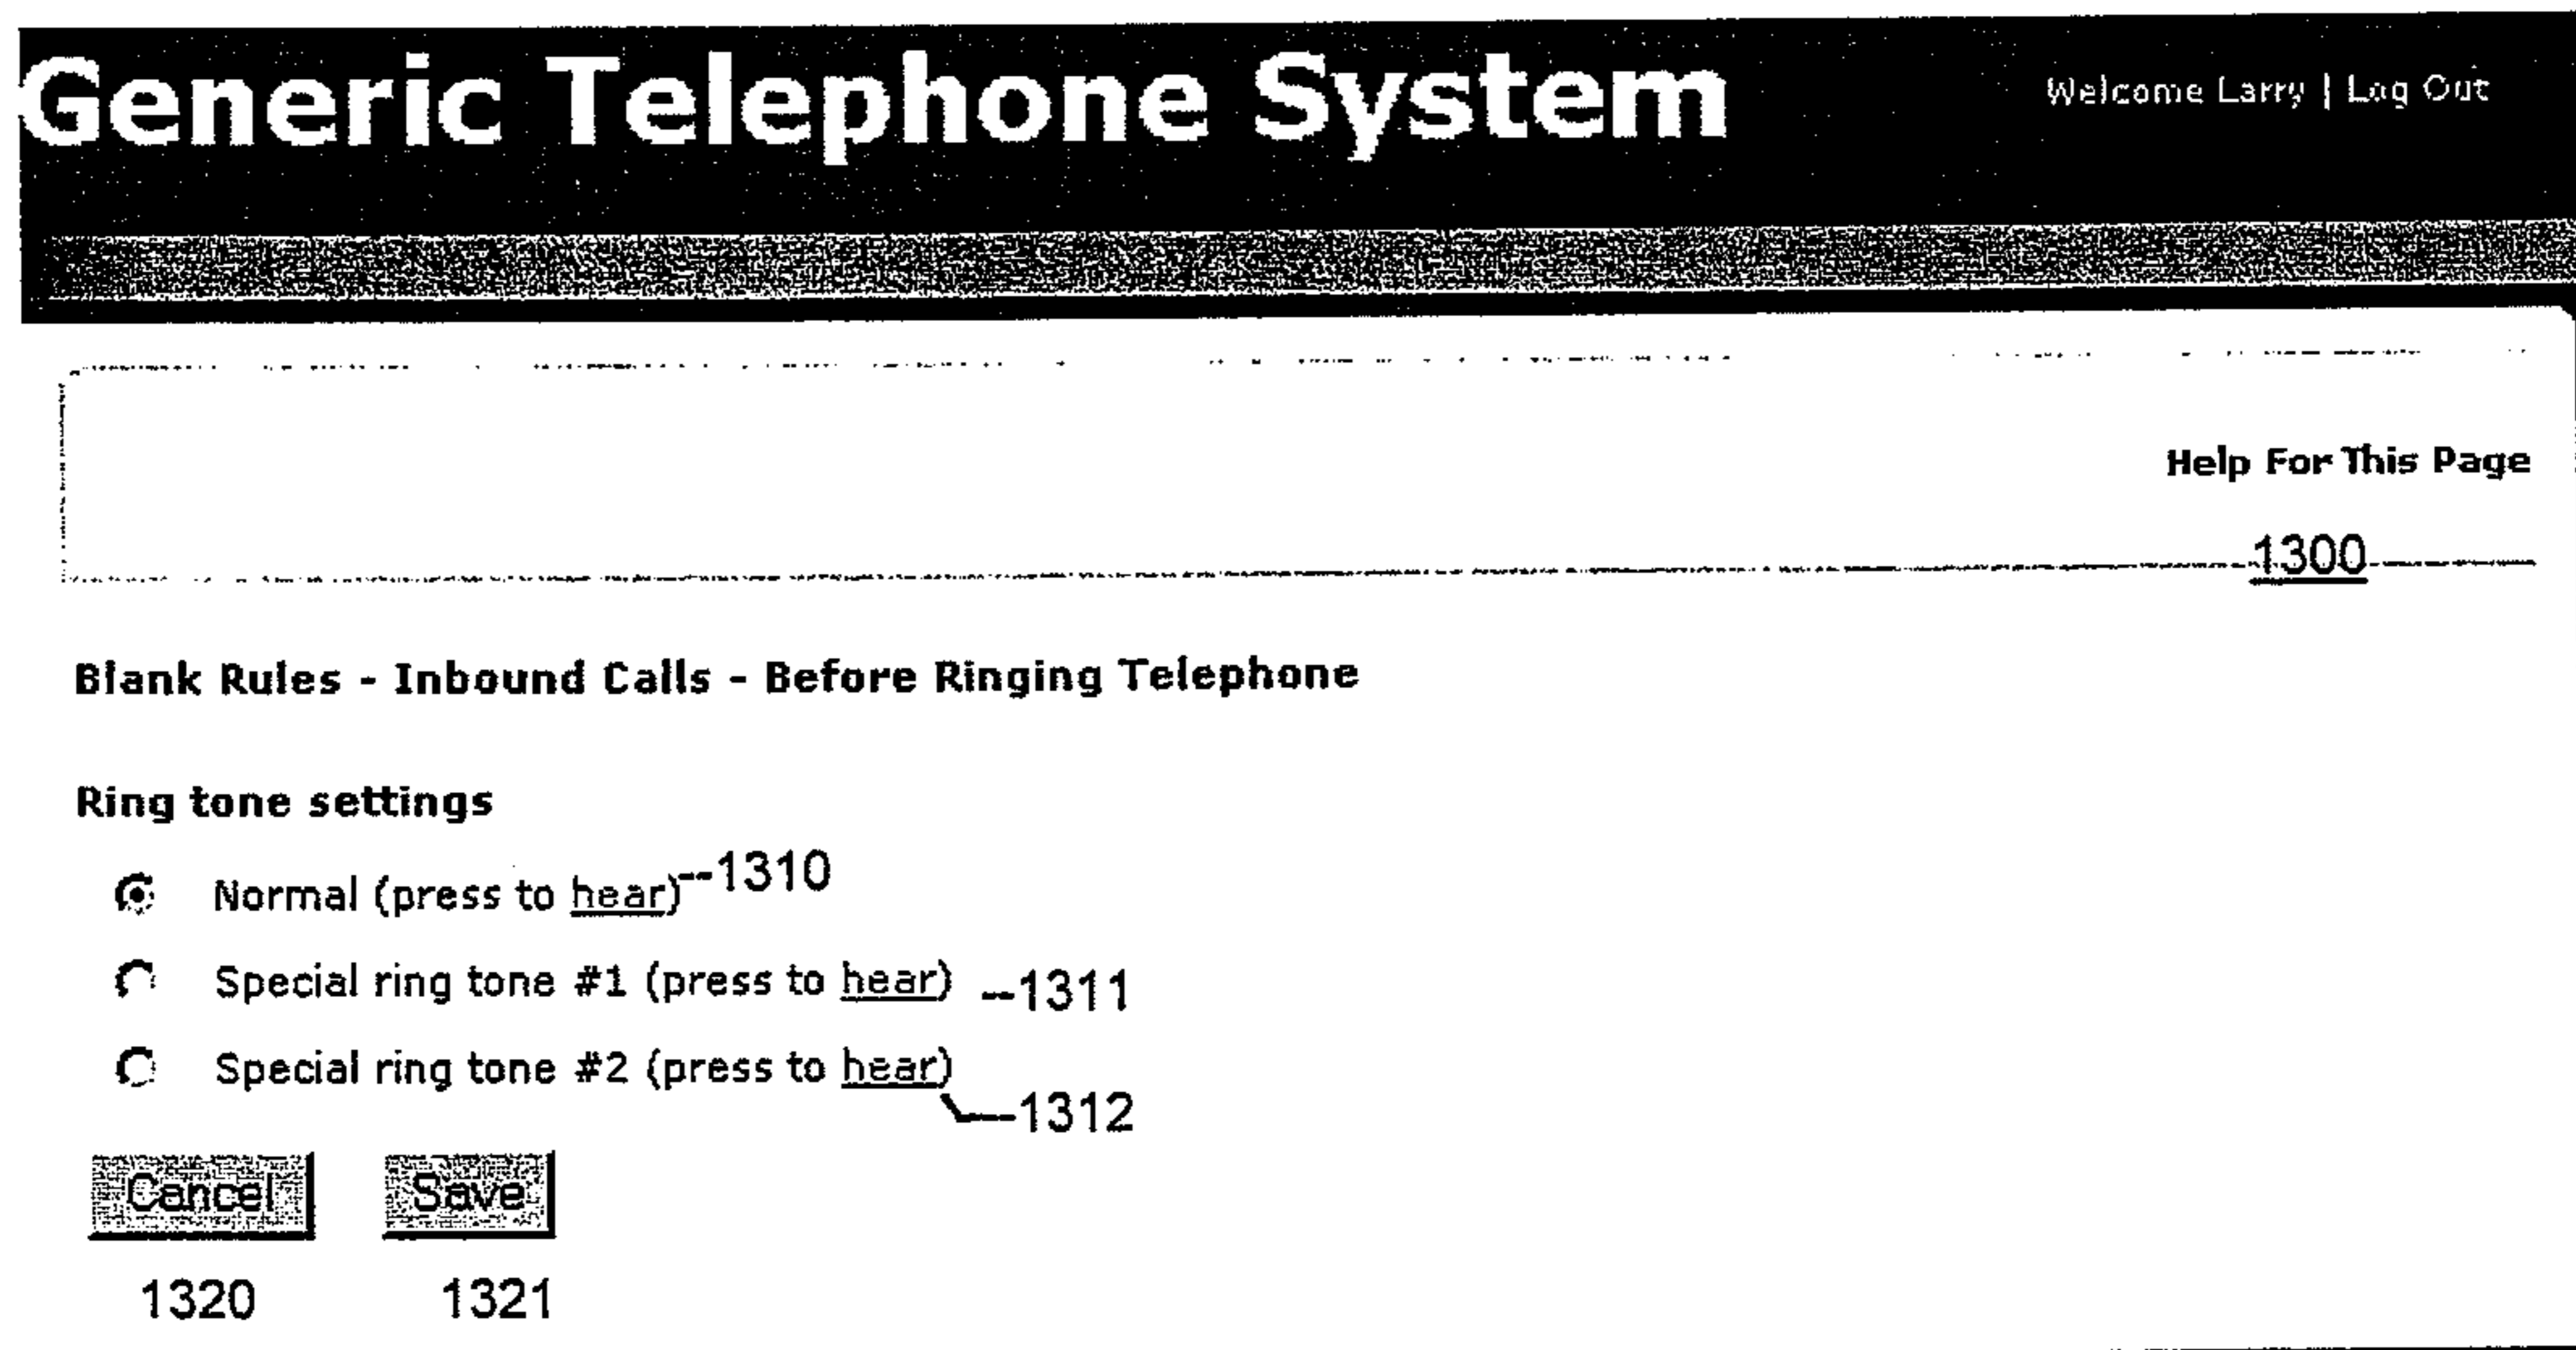 Generic Telephone System
Welcome Larry | Log Out
Help For This Page
1300
Blank Rules - Inbound Calls - Before Ringing Telephone
Ring tone settings
Normal (press to hear)--1310
Special ring tone #1 (press to hear) --1311
Special ring tone #2 (press to hear)
---1312
Cancel Save
1320 1321